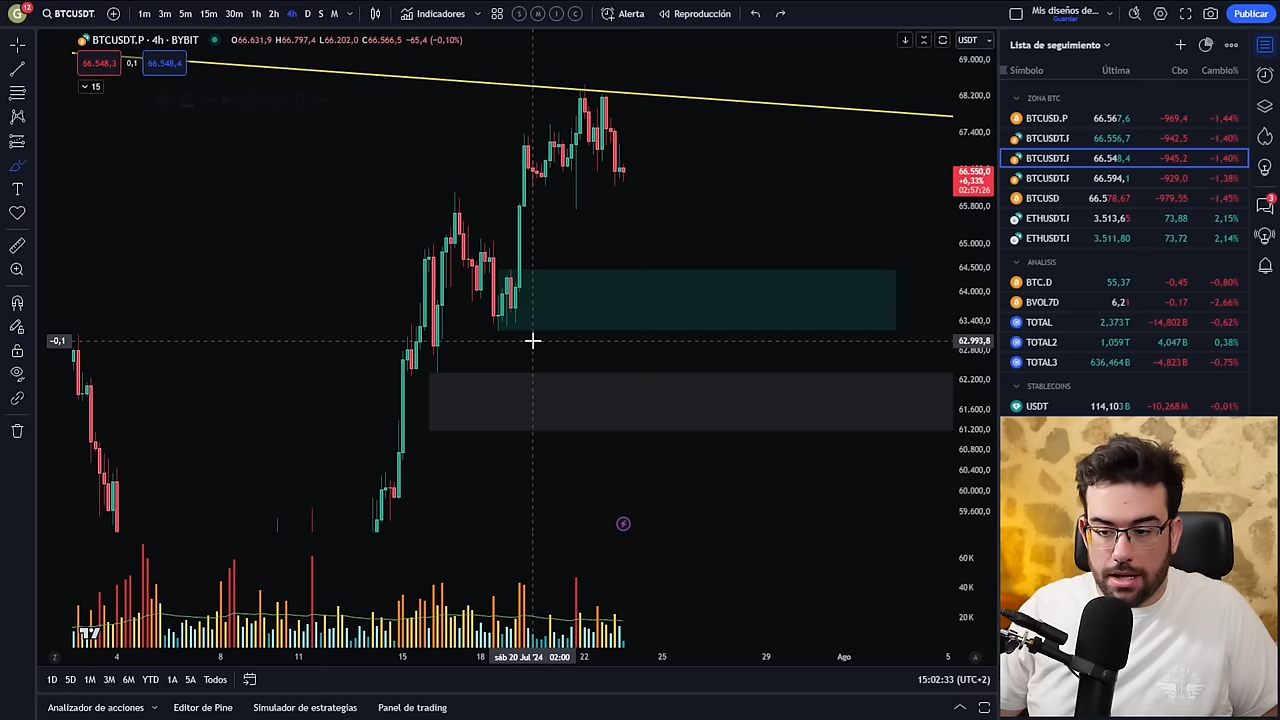 G 12 BTCUSDT. 1m 3m 5m 15m 30m 1h 2h 4h D S M Indicadores S M I C Alerta Reproducción Mis diseños de... Guardar Publicar
BTCUSDT.P · 4h · BYBIT O66.631,9 H66.797,4 L66.202,0 C66.566,5 −65,4 (−0,10%) USDT
66.548,3 0,1 66.548,4
15
69.000,0
68.200,0
67.400,0
66.550,0
+6,33%
02:57:26
65.800,0
65.000,0
64.500,0
64.000,0
63.400,0
−0,1 62.993,8
62.800,0
62.200,0
61.600,0
61.200,0
60.800,0
60.400,0
60.000,0
59.600,0
60K
40K
20K
Z 4 8 11 15 18 sáb 20 Jul '24 02:00 22 25 29 Ago 5 A
1D 5D 1M 3M 6M YTD 1A 5A Todos 15:02:33 (UTC+2)
Analizador de acciones Editor de Pine Simulador de estrategias Panel de trading
Lista de seguimiento
Símbolo Última Cbo Cambio%
ZONA BTC
BTCUSD.P 66.567,6 −969,4 −1,44%
BTCUSDT.F 66.556,7 −942,5 −1,40%
BTCUSDT.F 66.548,4 −945,2 −1,40%
BTCUSDT.F 66.594,1 −929,0 −1,38%
BTCUSD 66.578,67 −979,55 −1,45%
ETHUSDT.F 3.513,65 73,88 2,15%
ETHUSDT.F 3.511,80 73,72 2,14%
ANALISIS
BTC.D 55,37 −0,45 −0,80%
BVOL7D 6,21 −0,17 −2,66%
TOTAL 2,373T −14,802B −0,62%
TOTAL2 1,059T 4,047B 0,38%
TOTAL3 636,464B −4,823B −0,75%
STABLECOINS
USDT 114,103B −10,268M −0,01%
3